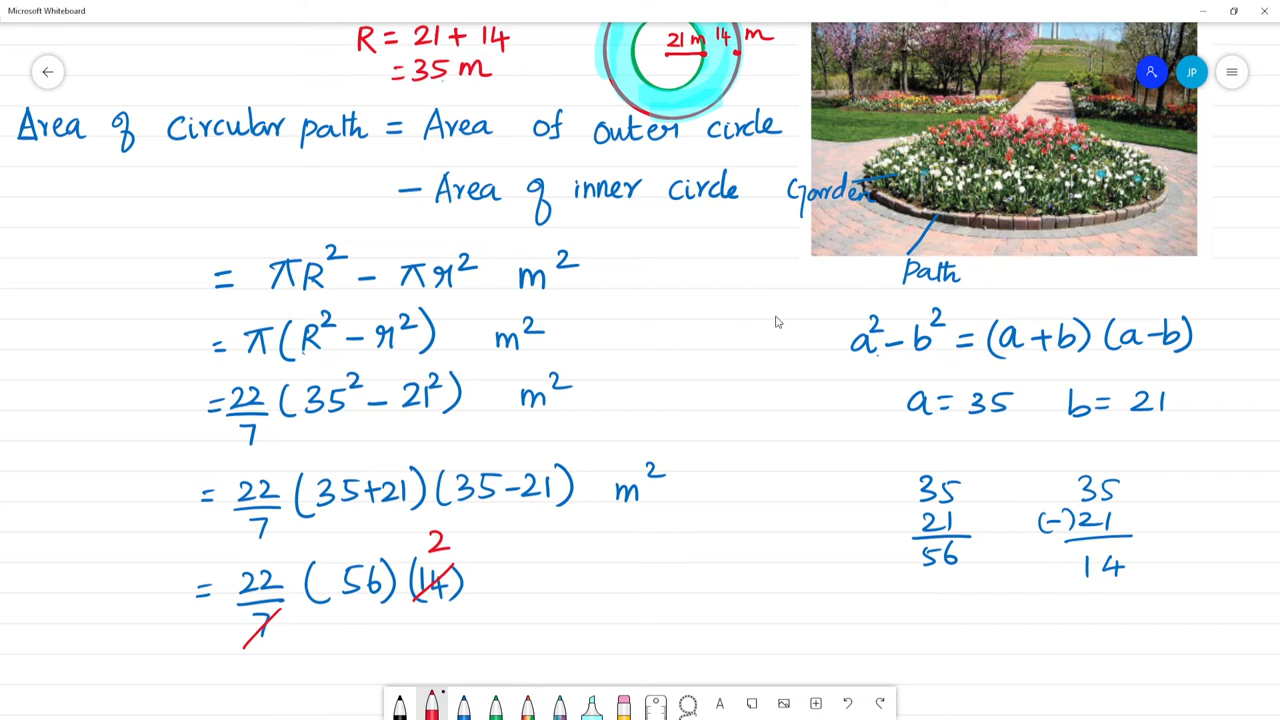 Microsoft Whiteboard
R = 21 + 14
= 35 m
21 m 14 m
JP
Area of circular path = Area of outer circle
- Area of inner circle
Garden
Path
= πR² - πr² m²
= π(R² - r²) m²
= 22/7 (35² - 21²) m²
= 22/7 (35+21)(35-21) m²
2
= 22/7 (56)(14)
a² - b² = (a+b)(a-b)
a = 35 b = 21
35 35
21 (-)21
56 14
A